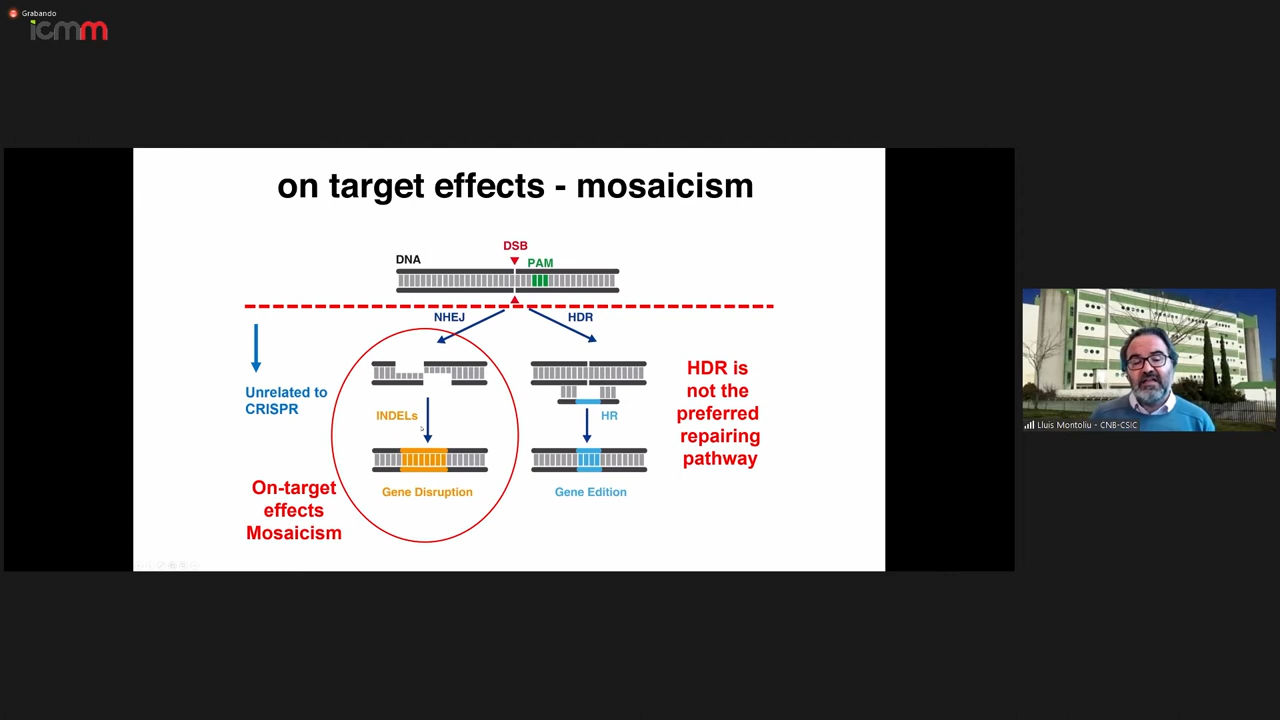 Grabando
icmm
on target effects - mosaicism
DSB
DNA
PAM
NHEJ
HDR
Unrelated to
CRISPR
INDELs
HR
HDR is
not the
preferred
repairing
pathway
Gene Disruption
Gene Edition
On-target
effects
Mosaicism
Lluis Montoliu - CNB-CSIC